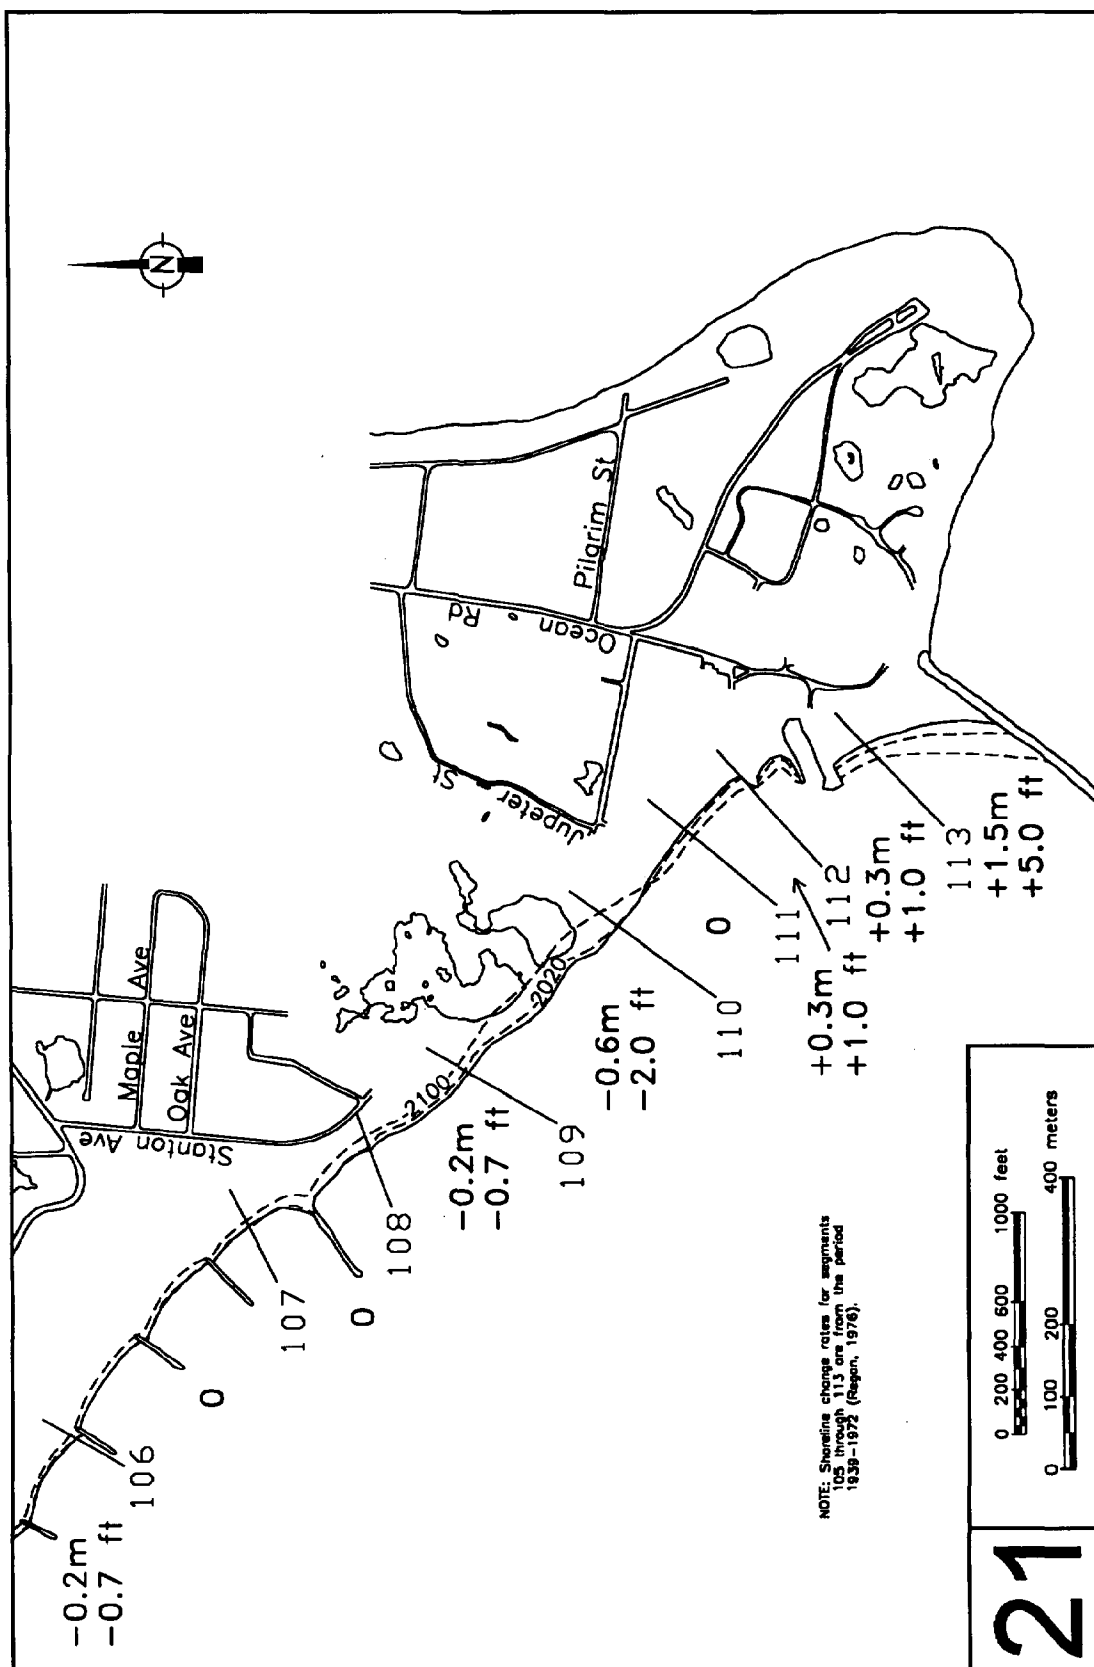 N
Pilgrim St
Ocean
Rd
Jupeter
St
Maple Ave
Oak Ave
Stanton Ave
2020
2100
-0.2m
-0.7 ft
106
0
107
0
108
-0.2m
-0.7 ft
109
-0.6m
-2.0 ft
110
0
111
+0.3m
+1.0 ft
112
+0.3m
+1.0 ft
113
+1.5m
+5.0 ft
NOTE: Shoreline change rates for segments
105 through 113 are from the period
1939-1972 (Regan, 1976).
0 200 400 600 1000 feet
0 100 200 400 meters
21